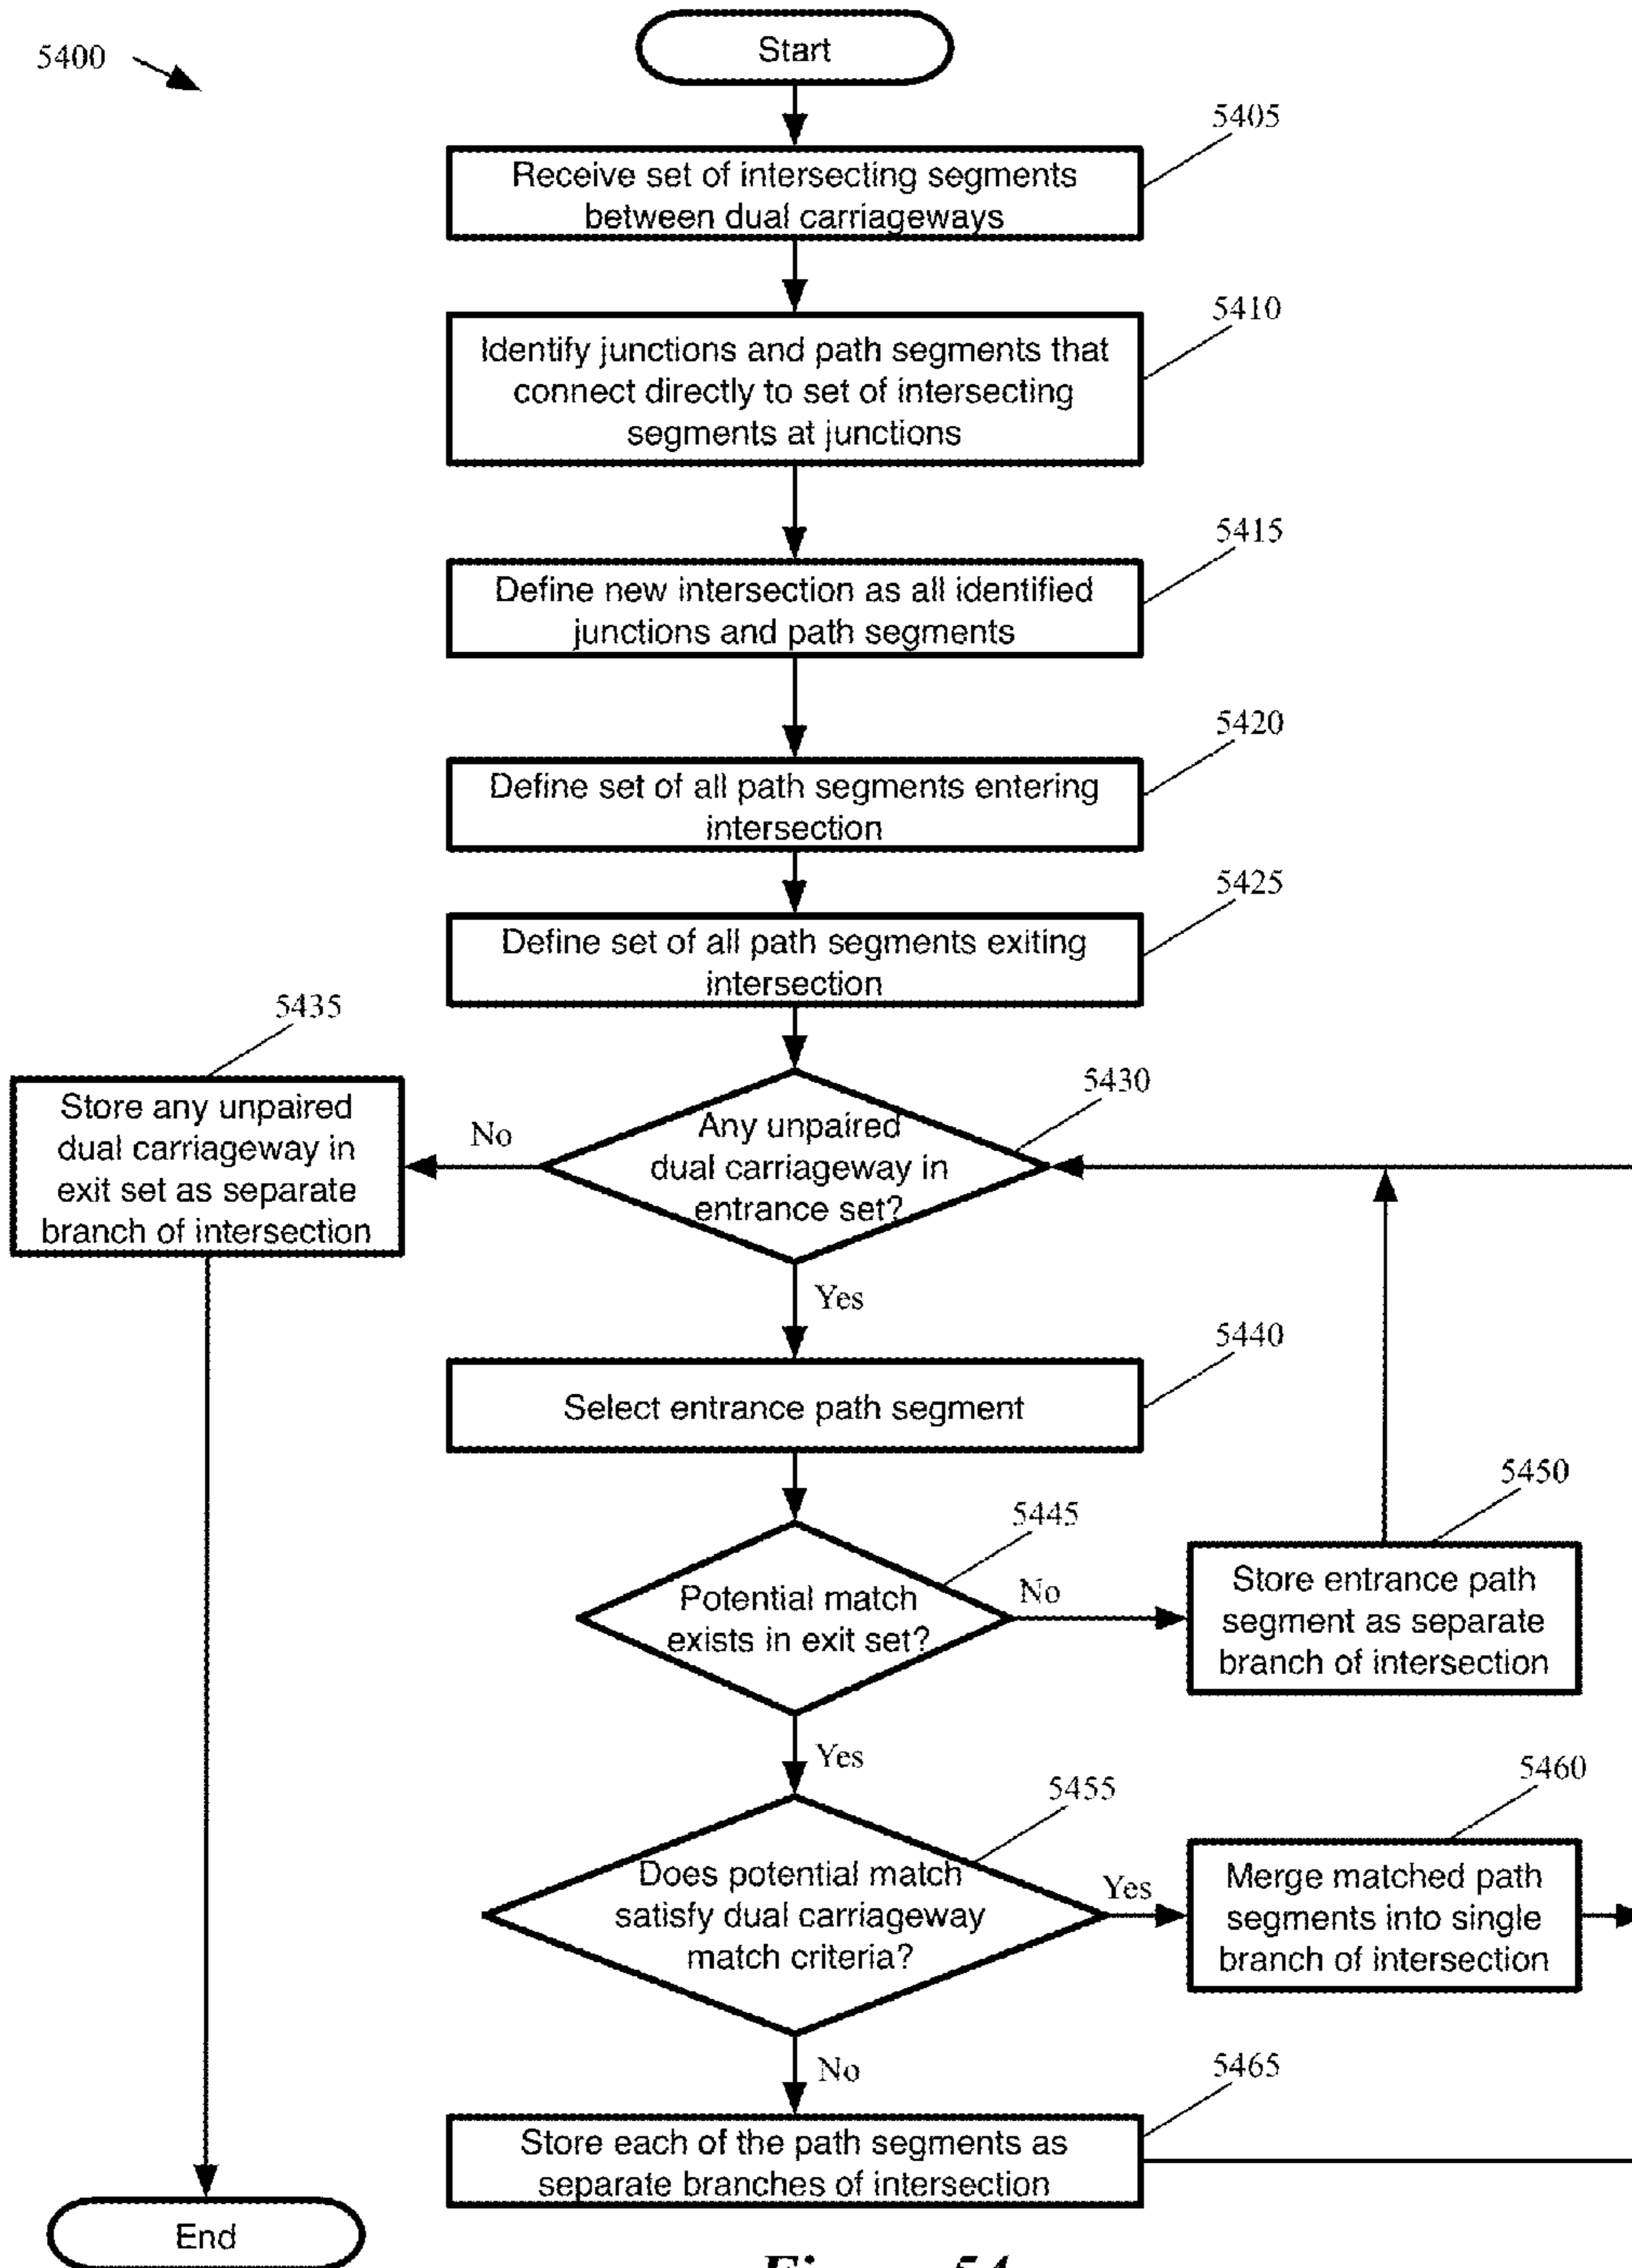 5400
Start
5405
Receive set of intersecting segments
between dual carriageways
5410
Identify junctions and path segments that
connect directly to set of intersecting
segments at junctions
5415
Define new intersection as all identified
junctions and path segments
5420
Define set of all path segments entering
intersection
5425
Define set of all path segments exiting
intersection
5435
Store any unpaired
dual carriageway in
exit set as separate
branch of intersection
No
5430
Any unpaired
dual carriageway in
entrance set?
Yes
5440
Select entrance path segment
5445
Potential match
exists in exit set?
No
5450
Store entrance path
segment as separate
branch of intersection
Yes
5455
Does potential match
satisfy dual carriageway
match criteria?
Yes
5460
Merge matched path
segments into single
branch of intersection
No
5465
Store each of the path segments as
separate branches of intersection
End